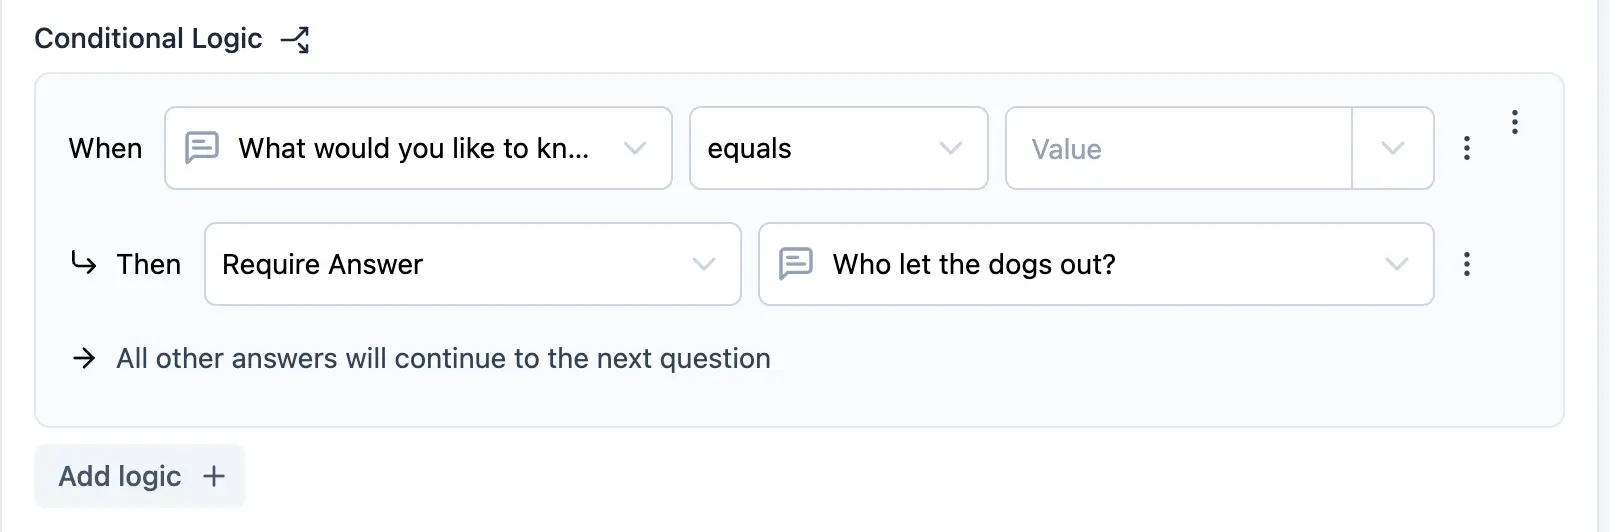 Conditional Logic
When What would you like to kn... equals Value
Then Require Answer Who let the dogs out?
All other answers will continue to the next question
Add logic +